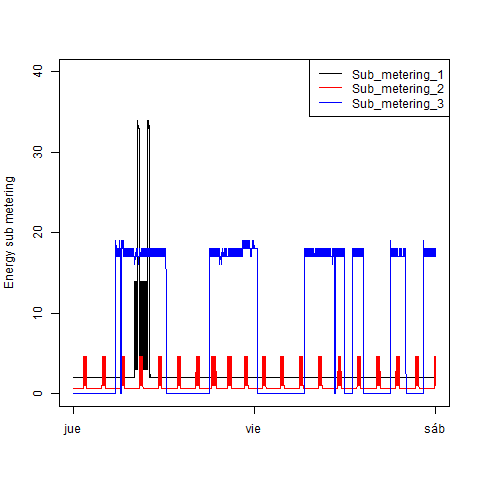 Sub_metering_1
Sub_metering_2
Sub_metering_3
Energy sub metering
40
30
20
10
0
jue vie sáb